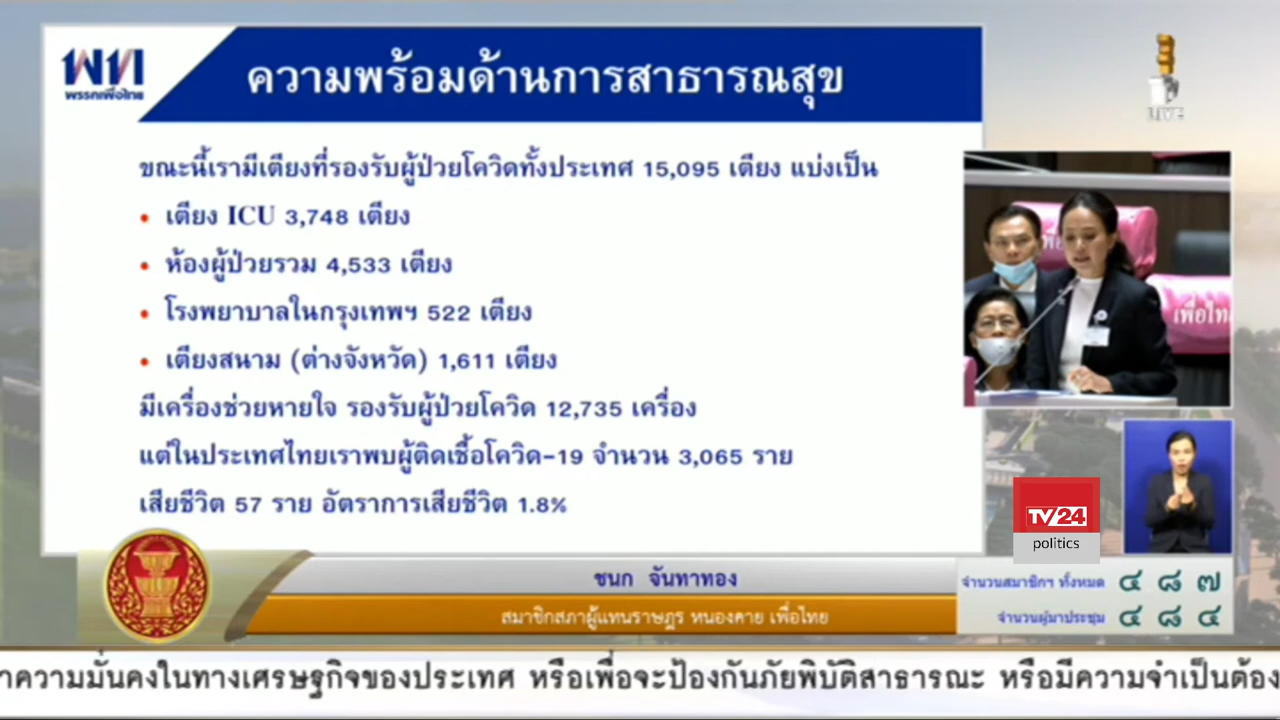 พท
พรรคเพื่อไทย
ความพร้อมด้านการสาธารณสุข
LIVE
ขณะนี้เรามีเตียงที่รองรับผู้ป่วยโควิดทั้งประเทศ 15,095 เตียง แบ่งเป็น
• เตียง ICU 3,748 เตียง
• ห้องผู้ป่วยรวม 4,533 เตียง
• โรงพยาบาลในกรุงเทพฯ 522 เตียง
• เตียงสนาม (ต่างจังหวัด) 1,611 เตียง
มีเครื่องช่วยหายใจ รองรับผู้ป่วยโควิด 12,735 เครื่อง
แต่ในประเทศไทยเราพบผู้ติดเชื้อโควิด-19 จำนวน 3,065 ราย
เสียชีวิต 57 ราย อัตราการเสียชีวิต 1.8%
เพื่อไท
TV/24
politics
ชนก จันทาทอง
สมาชิกสภาผู้แทนราษฎร หนองคาย เพื่อไทย
จำนวนสมาชิกฯ ทั้งหมด ๔ ๘ ๗
จำนวนผู้มาประชุม ๔ ๘ ๔
าความมั่นคงในทางเศรษฐกิจของประเทศ หรือเพื่อจะป้องกันภัยพิบัติสาธารณะ หรือมีความจำเป็นต้อง